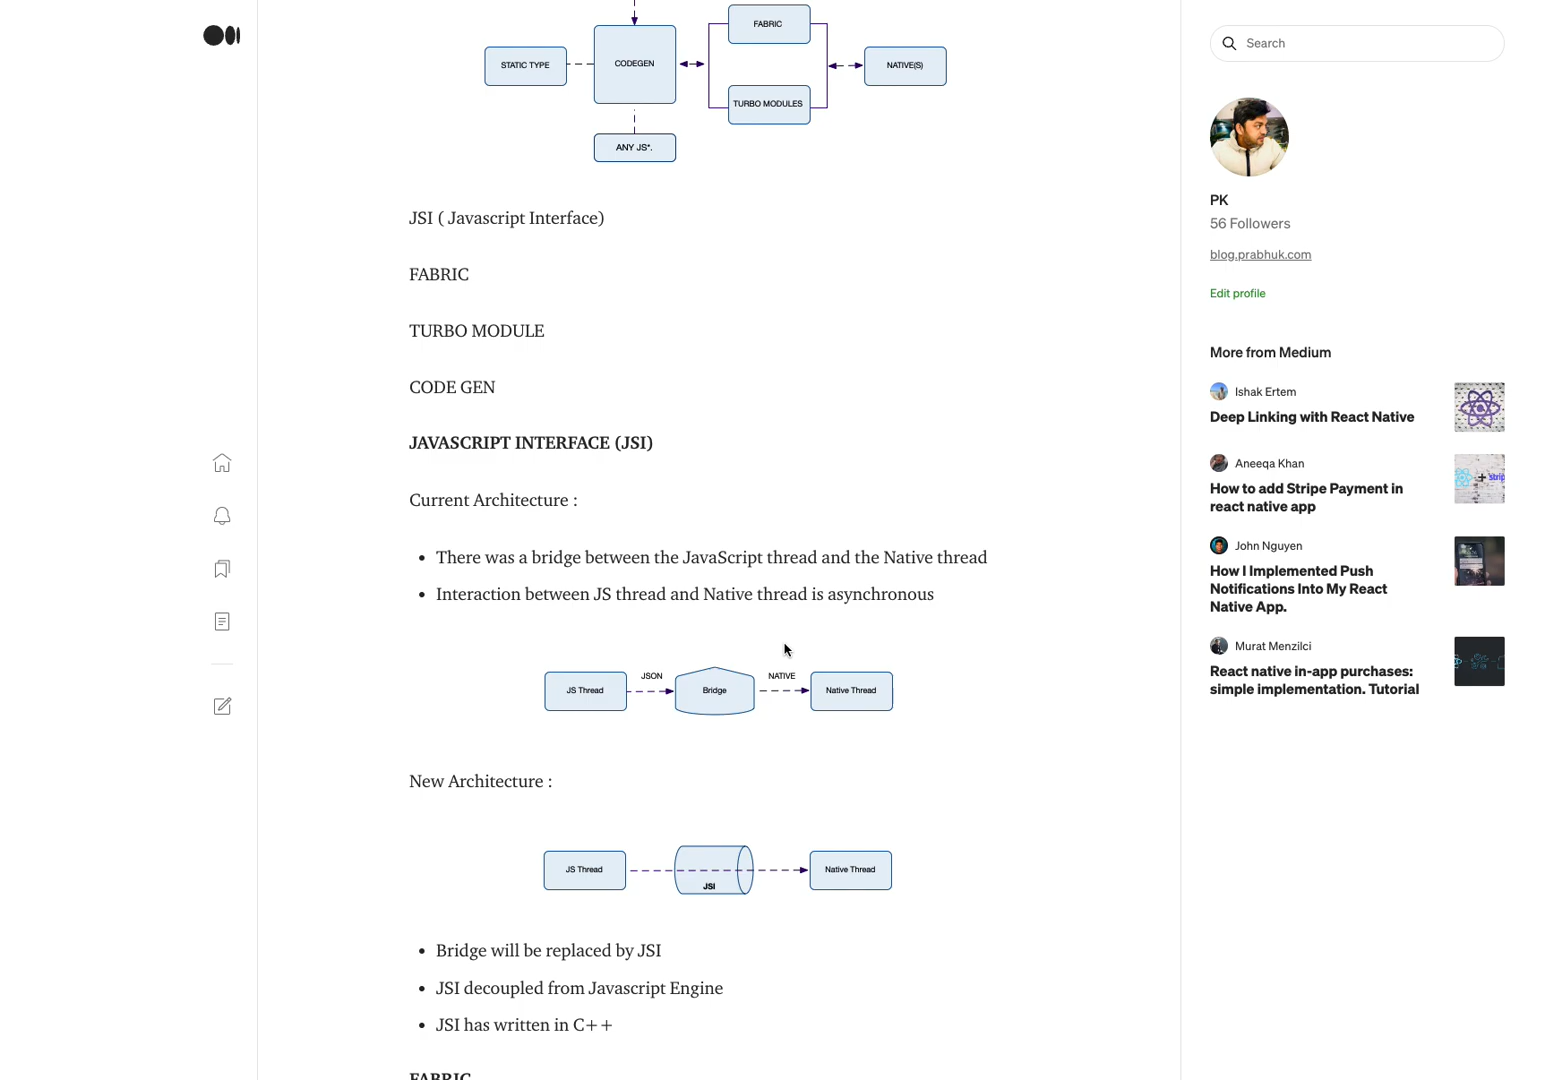 FABRIC
STATIC TYPE
CODEGEN
NATIVE(S)
TURBO MODULES
ANY JS*.
JSI ( Javascript Interface)
FABRIC
TURBO MODULE
CODE GEN
JAVASCRIPT INTERFACE (JSI)
Current Architecture :
• There was a bridge between the JavaScript thread and the Native thread
• Interaction between JS thread and Native thread is asynchronous
JS Thread
JSON
Bridge
NATIVE
Native Thread
New Architecture :
JS Thread
JSI
Native Thread
• Bridge will be replaced by JSI
• JSI decoupled from Javascript Engine
• JSI has written in C++
FABRIC
Search
PK
56 Followers
blog.prabhuk.com
Edit profile
More from Medium
Ishak Ertem
Deep Linking with React Native
Aneeqa Khan
How to add Stripe Payment in
react native app
+ strip
John Nguyen
How I Implemented Push
Notifications Into My React
Native App.
Murat Menzilci
React native in-app purchases:
simple implementation. Tutorial